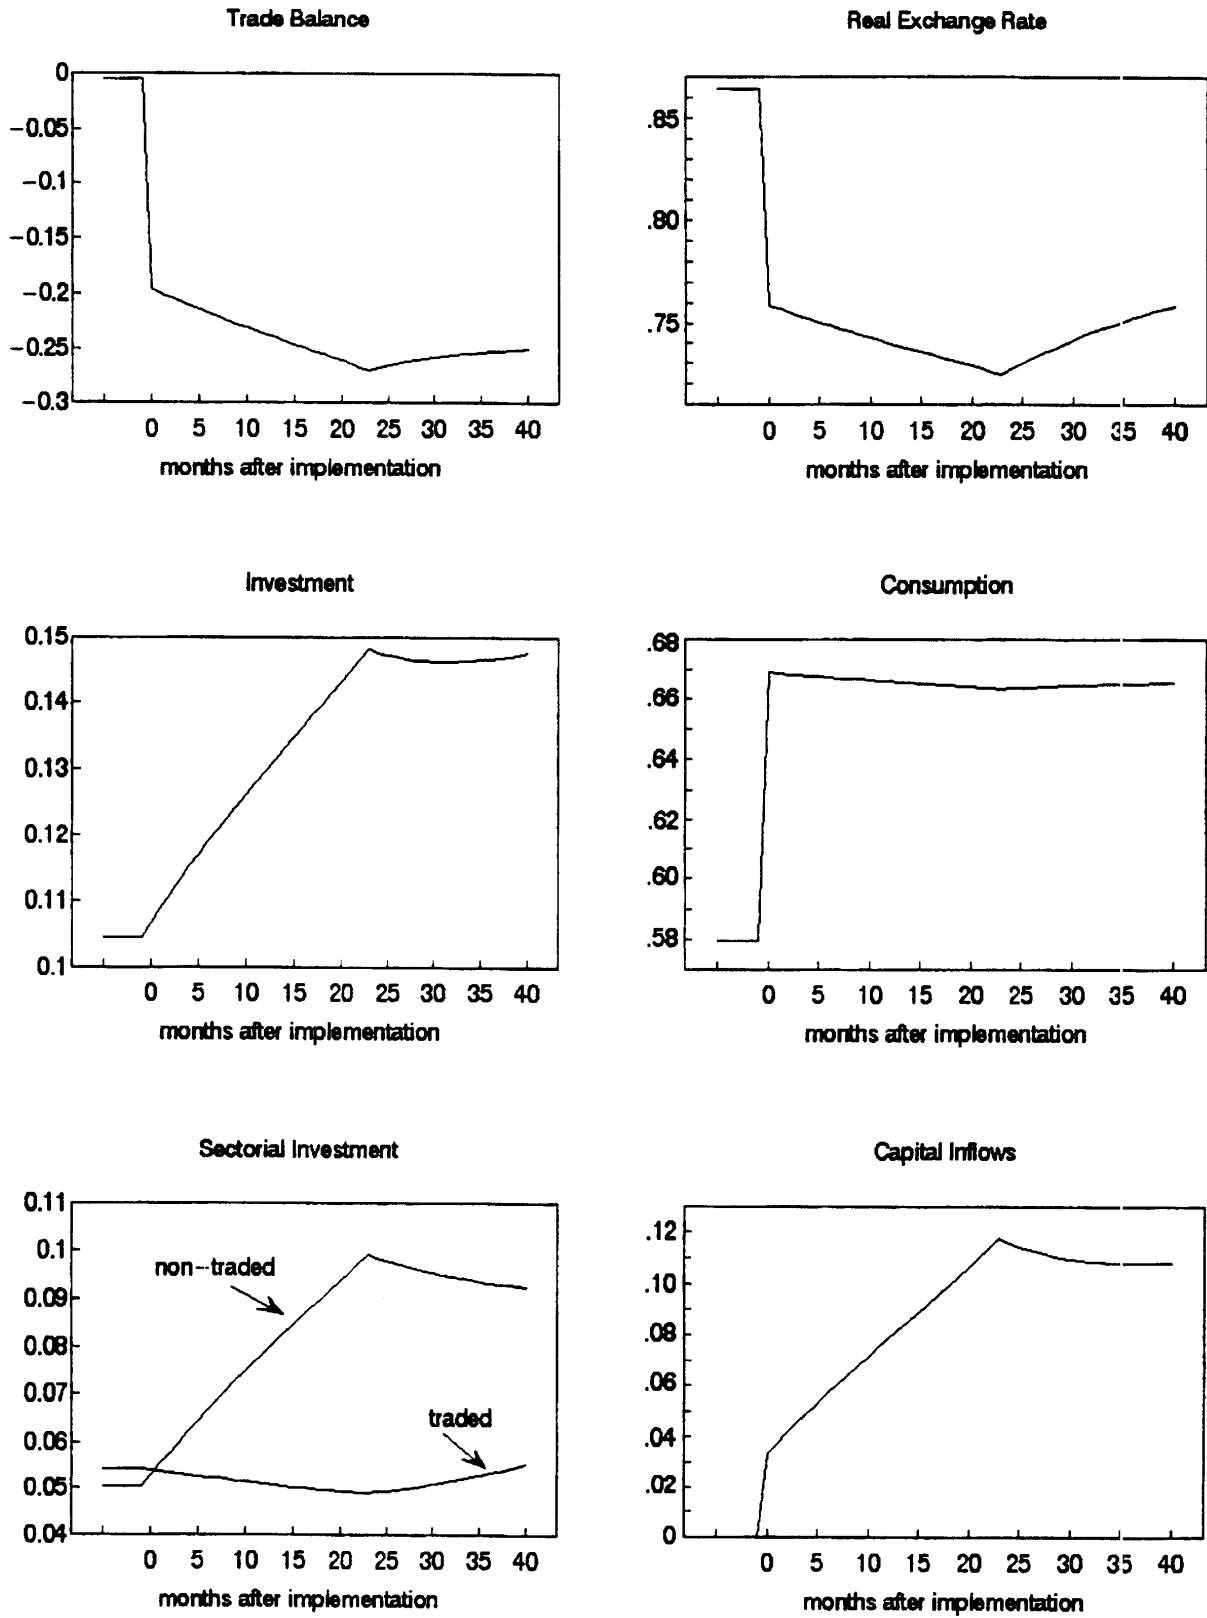 Trade Balance
0
-0.05
-0.1
-0.15
-0.2
-0.25
-0.3
0 5 10 15 20 25 30 35 40
months after implementation
Real Exchange Rate
.85
.80
.75
0 5 10 15 20 25 30 35 40
months after implementation
Investment
0.15
0.14
0.13
0.12
0.11
0.1
0 5 10 15 20 25 30 35 40
months after implementation
Consumption
.68
.66
.64
.62
.60
.58
0 5 10 15 20 25 30 35 40
months after implementation
Sectorial Investment
0.11
0.1
0.09
0.08
0.07
0.06
0.05
0.04
non-traded
traded
0 5 10 15 20 25 30 35 40
months after implementation
Capital Inflows
.12
.10
.08
.06
.04
.02
0
0 5 10 15 20 25 30 35 40
months after implementation